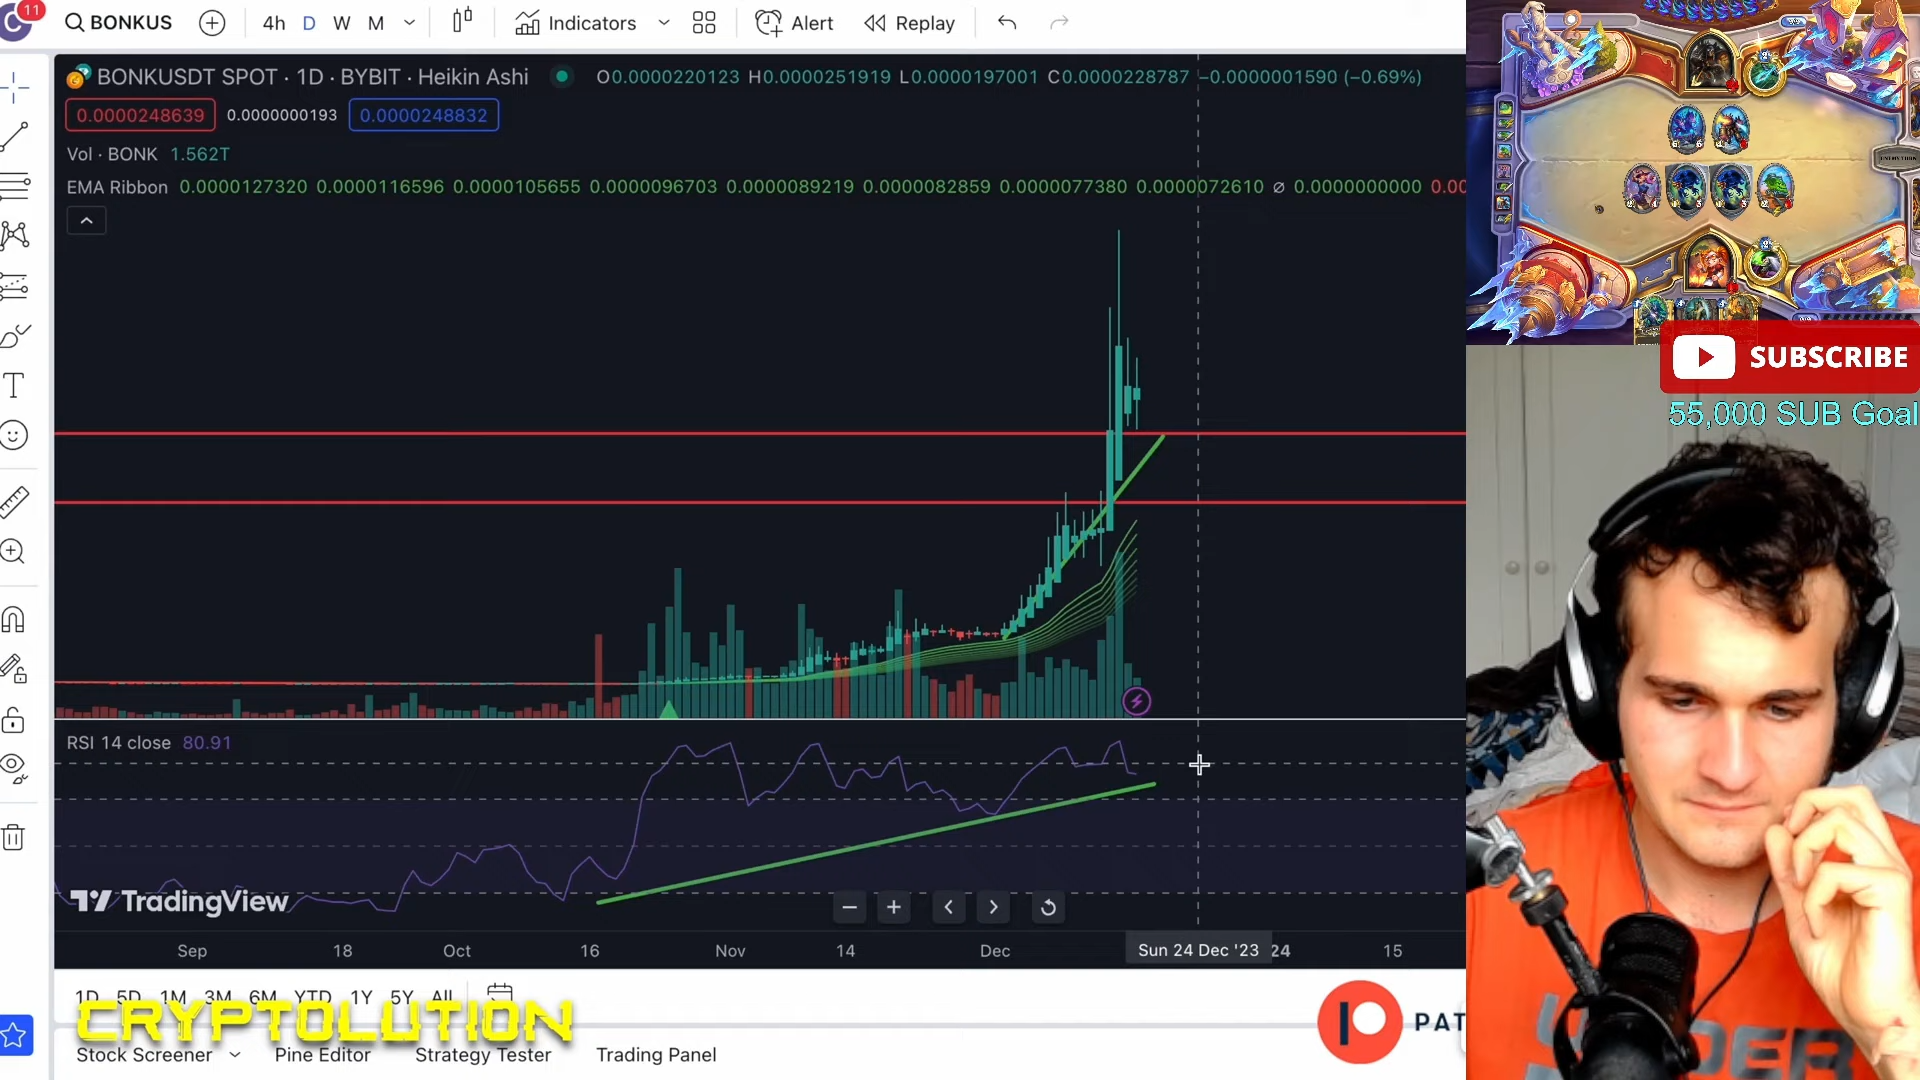 11
BONKUS
4h D W M
Indicators
Alert
Replay
BONKUSDT SPOT · 1D · BYBIT · Heikin Ashi
O0.0000220123 H0.0000251919 L0.0000197001 C0.0000228787 −0.0000001590 (−0.69%)
0.0000248639 0.0000000193 0.0000248832
Vol · BONK 1.562T
EMA Ribbon 0.0000127320 0.0000116596 0.0000105655 0.0000096703 0.0000089219 0.0000082859 0.0000077380 0.0000072610 ∅ 0.0000000000 0.00
SUBSCRIBE
55,000 SUB Goal
RSI 14 close 80.91
TradingView
Sep 18 Oct 16 Nov 14 Dec Sun 24 Dec '23 24 15
1D 5D 1M 3M 6M YTD 1Y 5Y All
CRYPTOLUTION
PAT
Stock Screener Pine Editor Strategy Tester Trading Panel